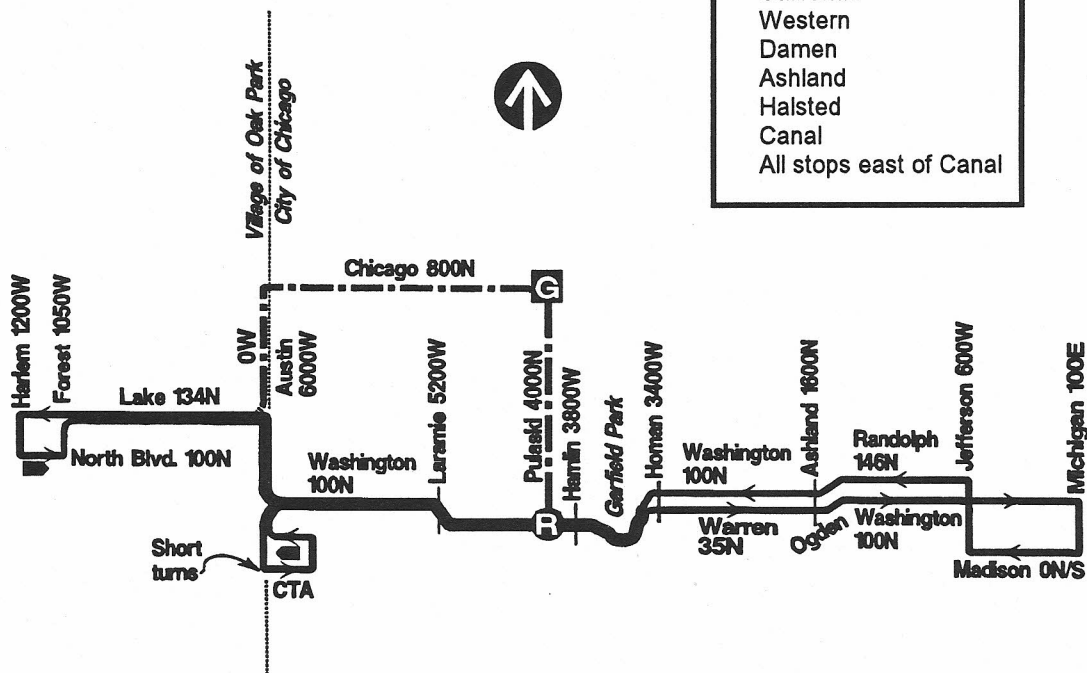 Western
Damen
Ashland
Halsted
Canal
All stops east of Canal
Village of Oak Park
City of Chicago
Chicago 800N
G
Harlem 1200W
Forest 1050W
0W
Austin
6000W
Lake 134N
North Blvd. 100N
Washington
100N
Laramie 5200W
Pulaski 4000N
R
Hamlin 3800W
Garfield Park
Homan 3400W
Washington
100N
Warren
35N
Ashland 1600N
Ogden
Randolph
146N
Washington
100N
Jefferson 600W
Michigan 100E
Madison 0N/S
Short
turns
CTA